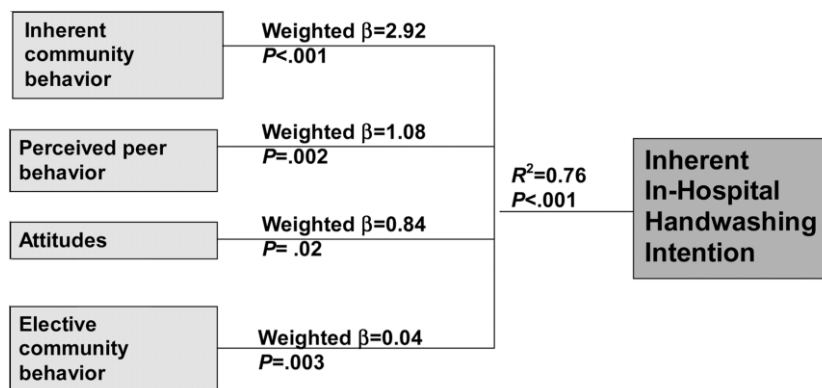 Inherent
community
behavior
Weighted β=2.92
P<.001
Perceived peer
behavior
Weighted β=1.08
P=.002
Attitudes
Weighted β=0.84
P= .02
Elective
community
behavior
Weighted β=0.04
P=.003
R²=0.76
P<.001
Inherent
In-Hospital
Handwashing
Intention